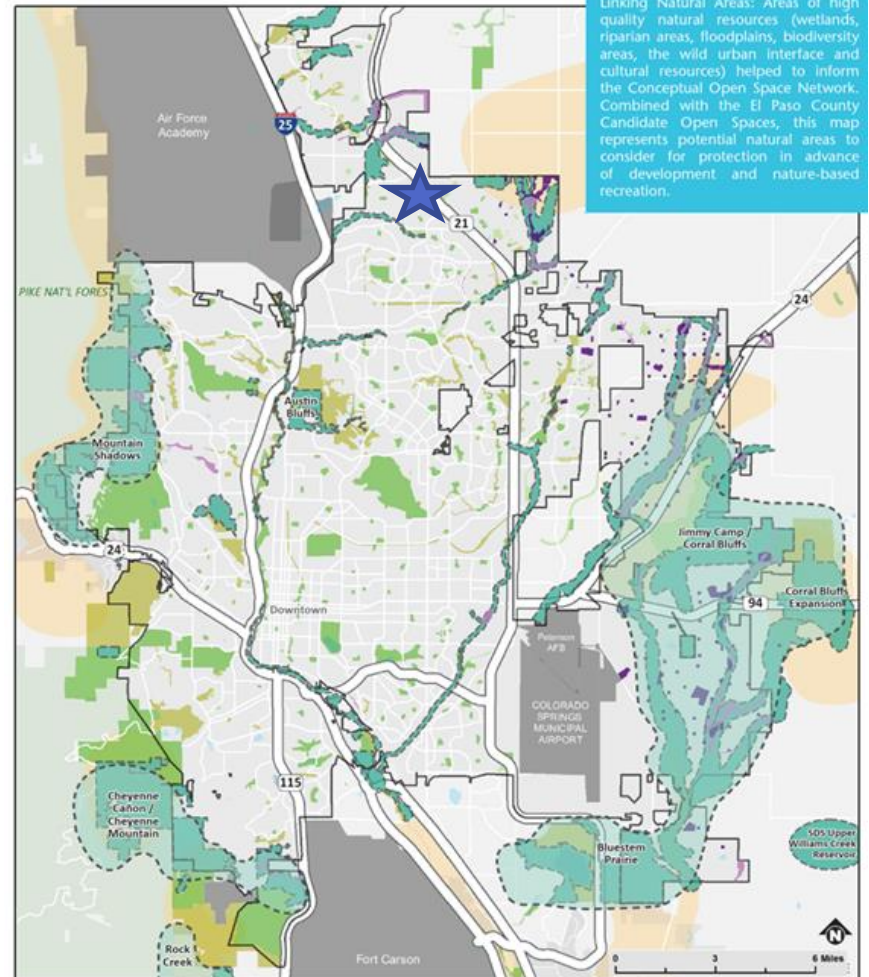 Linking Natural Areas: Areas of high
quality natural resources (wetlands,
riparian areas, floodplains, biodiversity
areas, the wild urban interface and
cultural resources) helped to inform
the Conceptual Open Space Network.
Combined with the El Paso County
Candidate Open Spaces, this map
represents potential natural areas to
consider for protection in advance
of development and nature-based
recreation.
Air Force
Academy
25
21
PIKE NAT'L FOREST
24
Austin
Bluffs
Mountain
Shadows
Jimmy Camp /
Corral Bluffs
24
Corral Bluffs
Expansion
94
Downtown
Peterson
AFB
COLORADO
SPRINGS
MUNICIPAL
AIRPORT
115
Cheyenne
Cañon /
Cheyenne
Mountain
SDS Upper
Williams Creek
Reservoir
Bluestem
Prairie
N
Rock
Creek
Fort Carson
0 3 6 Miles